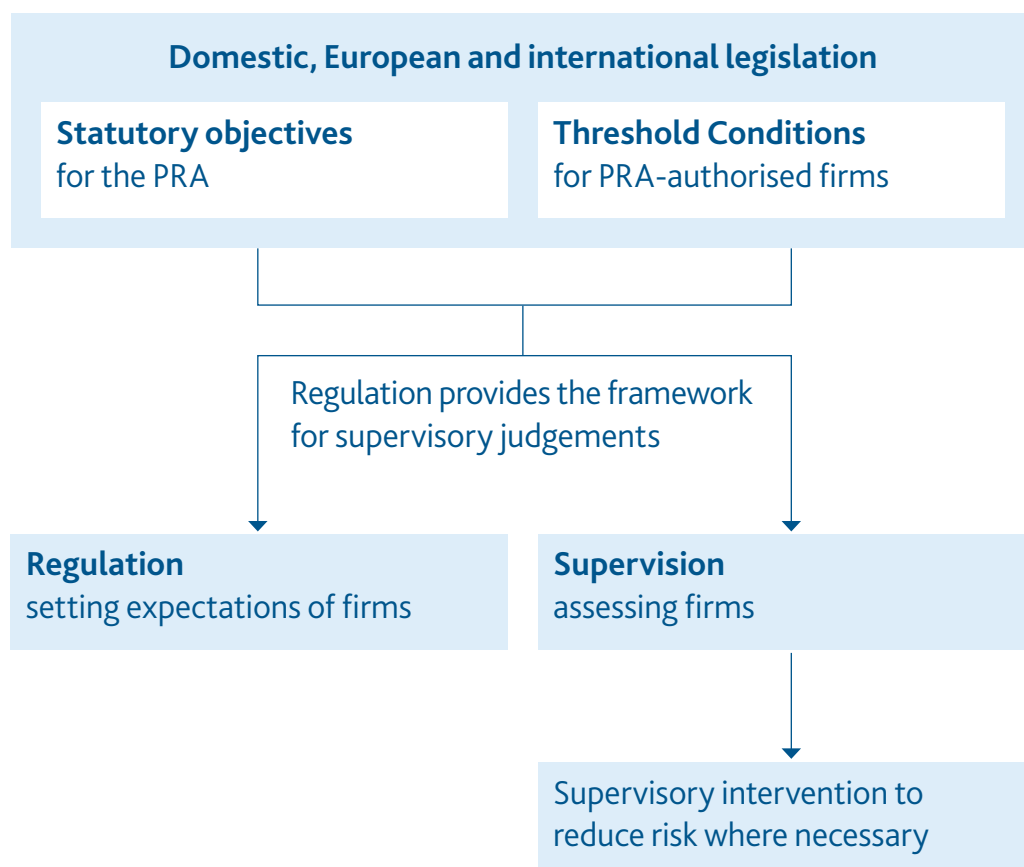 Domestic, European and international legislation
Statutory objectives
for the PRA
Threshold Conditions
for PRA-authorised firms
Regulation provides the framework
for supervisory judgements
Regulation
setting expectations of firms
Supervision
assessing firms
Supervisory intervention to
reduce risk where necessary